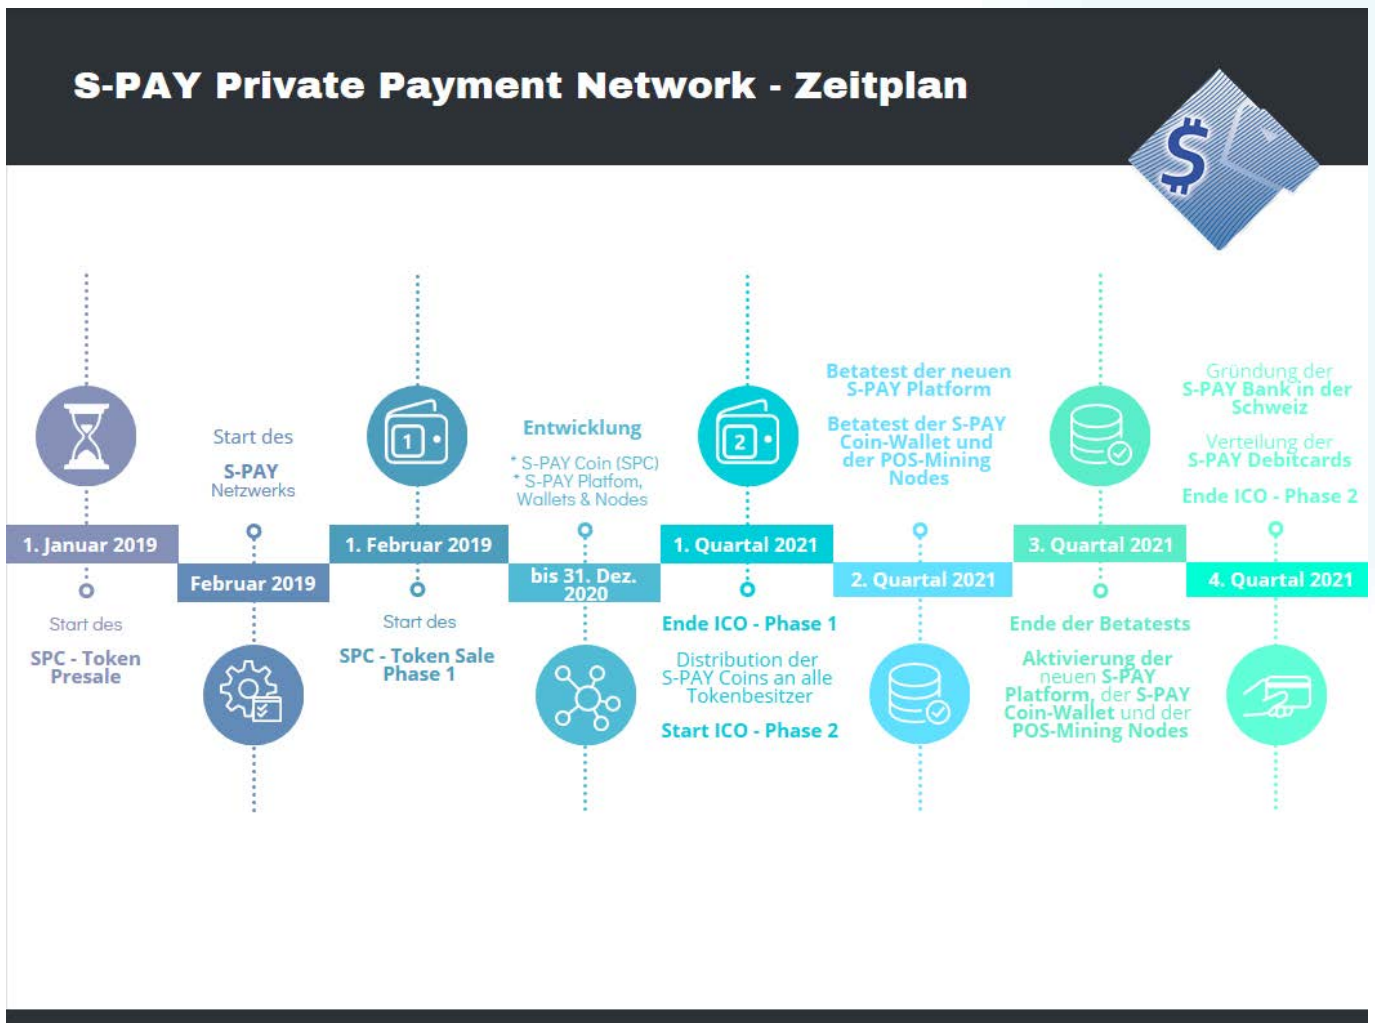 S-PAY Private Payment Network - Zeitplan
$
1. Januar 2019
Start des
SPC - Token
Presale
Start des
S-PAY
Netzwerks
Februar 2019
1
1. Februar 2019
Start des
SPC - Token Sale
Phase 1
Entwicklung
* S-PAY Coin (SPC)
* S-PAY Platfom,
Wallets & Nodes
bis 31. Dez.
2020
2
1. Quartal 2021
Ende ICO - Phase 1
Distribution der
S-PAY Coins an alle
Tokenbesitzer
Start ICO - Phase 2
Betatest der neuen
S-PAY Platform
Betatest der S-PAY
Coin-Wallet und
der POS-Mining
Nodes
2. Quartal 2021
3. Quartal 2021
Ende der Betatests
Aktivierung der
neuen S-PAY
Platform, der S-PAY
Coin-Wallet und der
POS-Mining Nodes
Gründung der
S-PAY Bank in der
Schweiz
Verteilung der
S-PAY Debitcards
Ende ICO - Phase 2
4. Quartal 2021